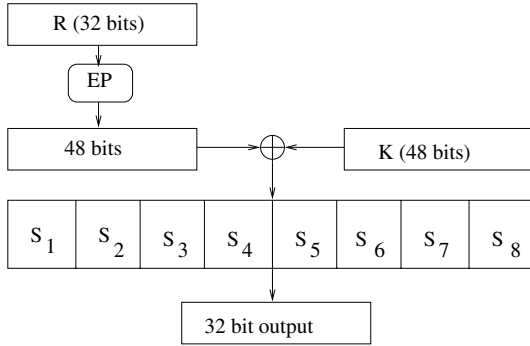 R (32 bits)
EP
48 bits
K (48 bits)
S1 S2 S3 S4 S5 S6 S7 S8
32 bit output